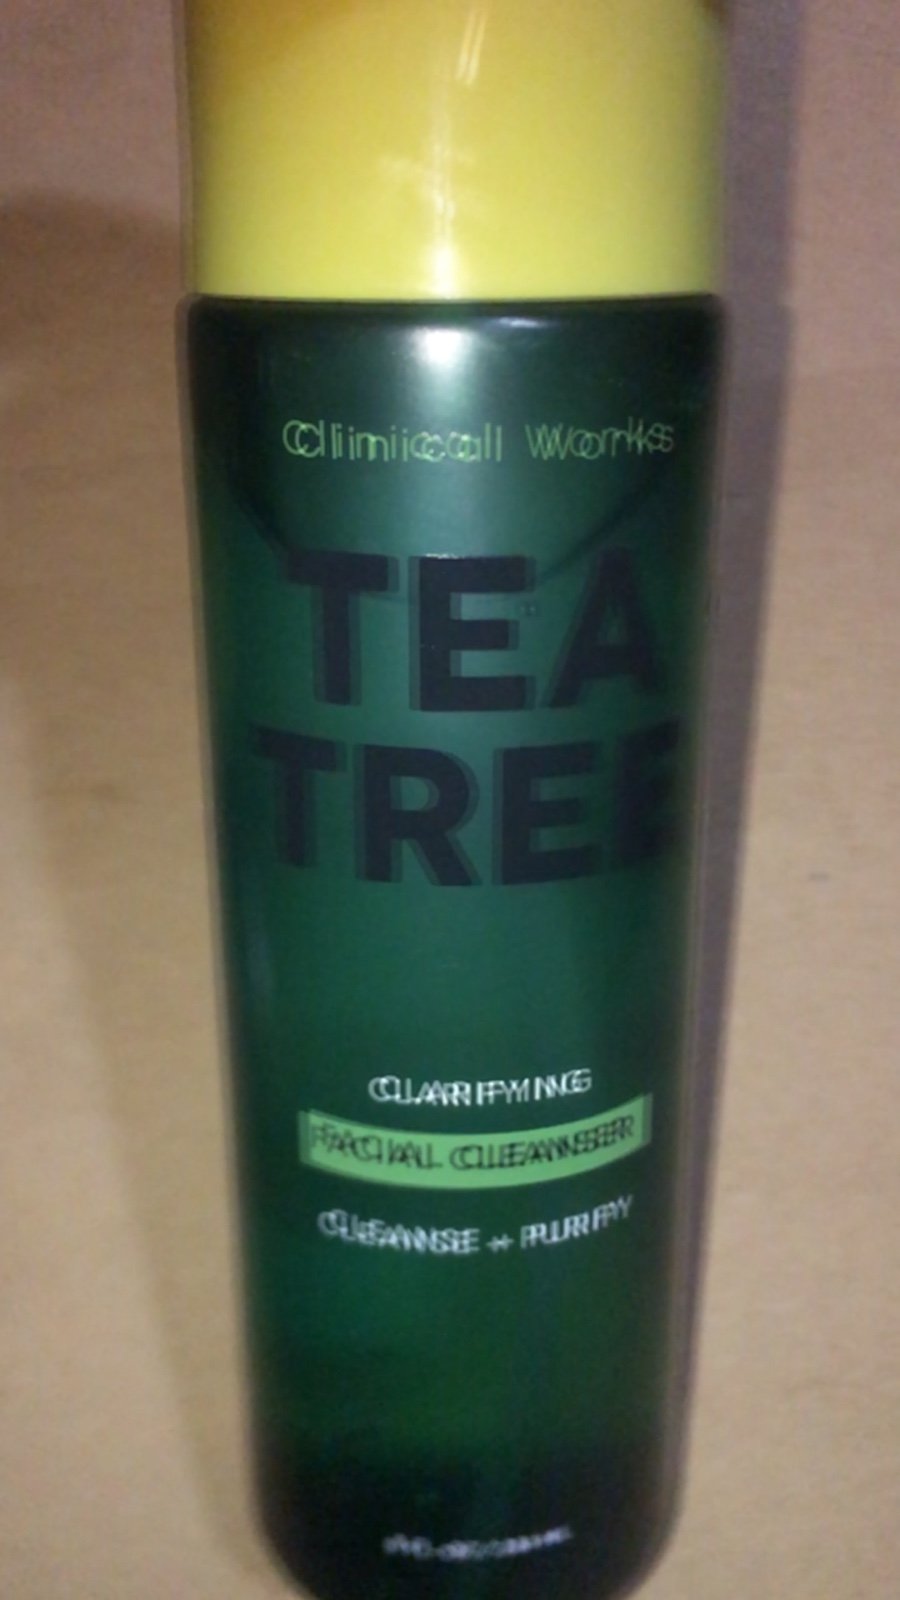 Clinical Works
TEA
TREE
CLARIFYING
FACIAL CLEANSER
CLEANSE + PURIFY